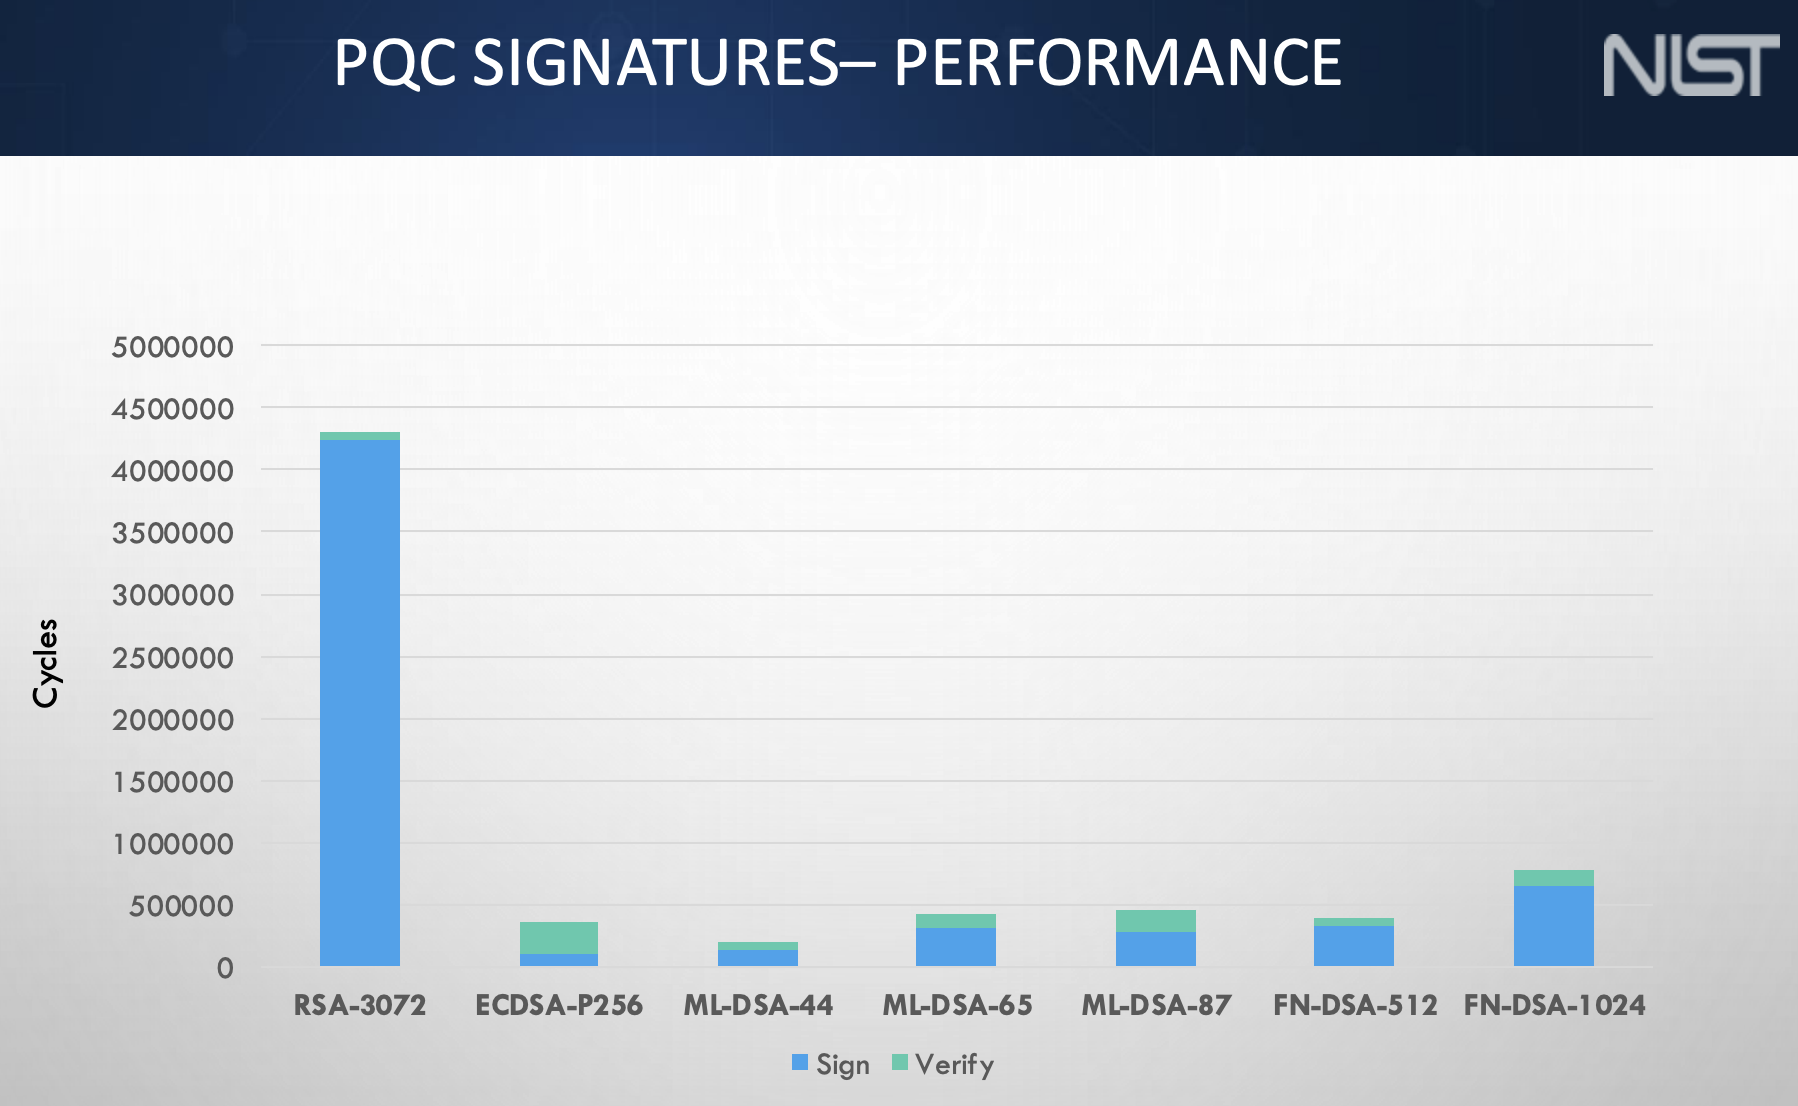 PQC SIGNATURES– PERFORMANCE
NIST
5000000
4500000
4000000
3500000
3000000
2500000
2000000
1500000
1000000
500000
0
Cycles
RSA-3072 ECDSA-P256 ML-DSA-44 ML-DSA-65 ML-DSA-87 FN-DSA-512 FN-DSA-1024
Sign Verify